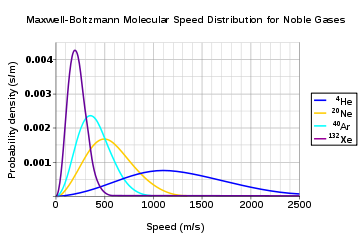 Maxwell-Boltzmann Molecular Speed Distribution for Noble Gases
Probability density (s/m)
0.004
0.003
0.002
0.001
0 500 1000 1500 2000 2500
Speed (m/s)
⁴He
²⁰Ne
⁴⁰Ar
¹³²Xe